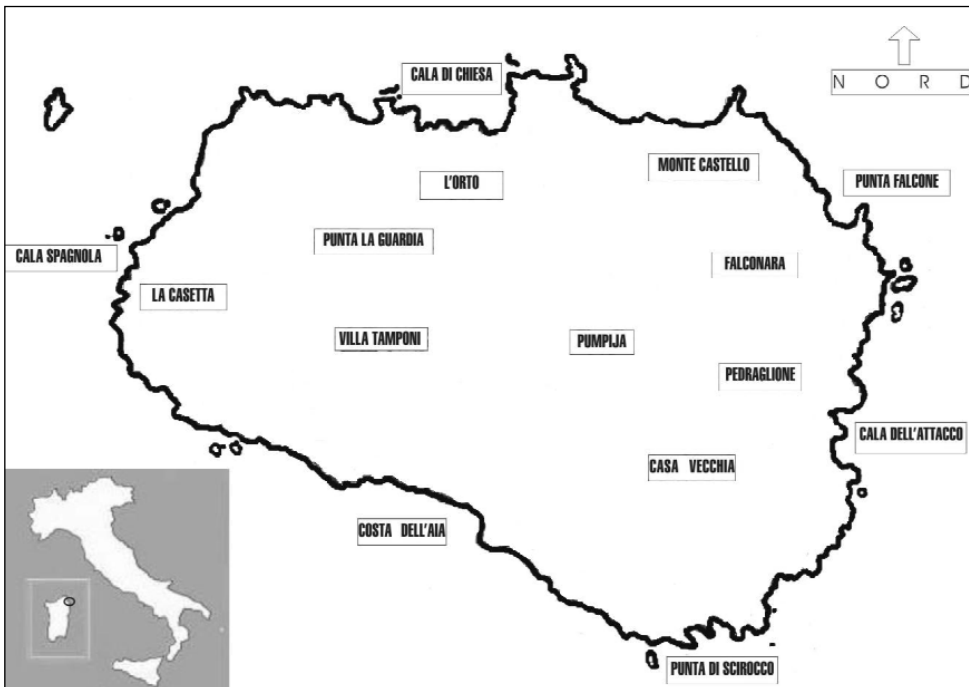 CALA DI CHIESA
N O R D
MONTE CASTELLO
L'ORTO
PUNTA FALCONE
PUNTA LA GUARDIA
CALA SPAGNOLA
FALCONARA
LA CASETTA
VILLA TAMPONI
PUMPIJA
PEDRAGLIONE
CALA DELL'ATTACCO
CASA VECCHIA
COSTA DELL'AIA
PUNTA DI SCIROCCO